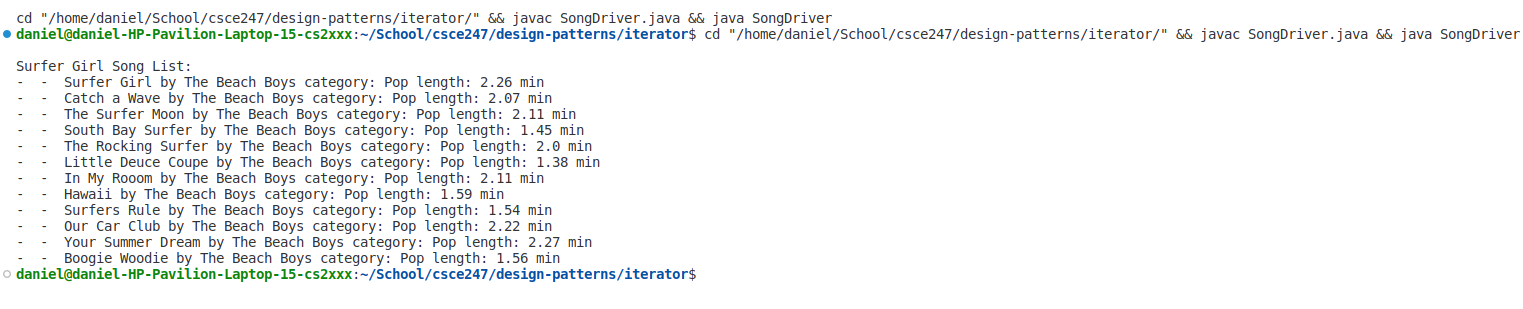 cd "/home/daniel/School/csce247/design-patterns/iterator/" && javac SongDriver.java && java SongDriver
daniel@daniel-HP-Pavilion-Laptop-15-cs2xxx:~/School/csce247/design-patterns/iterator$ cd "/home/daniel/School/csce247/design-patterns/iterator/" && javac SongDriver.java && java SongDriver
Surfer Girl Song List:
-  -  Surfer Girl by The Beach Boys category: Pop length: 2.26 min
-  -  Catch a Wave by The Beach Boys category: Pop length: 2.07 min
-  -  The Surfer Moon by The Beach Boys category: Pop length: 2.11 min
-  -  South Bay Surfer by The Beach Boys category: Pop length: 1.45 min
-  -  The Rocking Surfer by The Beach Boys category: Pop length: 2.0 min
-  -  Little Deuce Coupe by The Beach Boys category: Pop length: 1.38 min
-  -  In My Rooom by The Beach Boys category: Pop length: 2.11 min
-  -  Hawaii by The Beach Boys category: Pop length: 1.59 min
-  -  Surfers Rule by The Beach Boys category: Pop length: 1.54 min
-  -  Our Car Club by The Beach Boys category: Pop length: 2.22 min
-  -  Your Summer Dream by The Beach Boys category: Pop length: 2.27 min
-  -  Boogie Woodie by The Beach Boys category: Pop length: 1.56 min
daniel@daniel-HP-Pavilion-Laptop-15-cs2xxx:~/School/csce247/design-patterns/iterator$